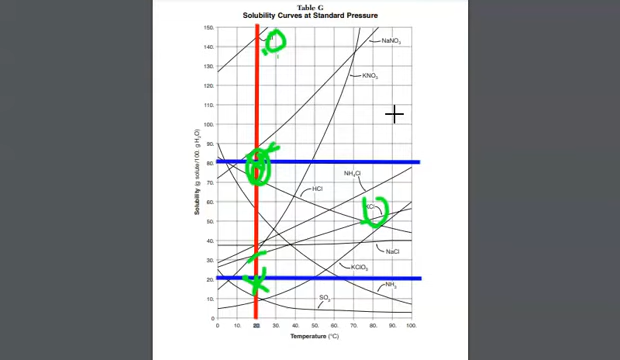 Table G
Solubility Curves at Standard Pressure
150.
140.
130.
120.
110.
100.
90.
80.
70.
60.
50.
40.
30.
20.
10.
0
Solubility (g solute/100. g H₂O)
NaNO₃
KNO₃
NH₄Cl
HCl
KCl
NaCl
KClO₃
NH₃
SO₂
0 10. 20. 30. 40. 50. 60. 70. 80. 90. 100.
Temperature (°C)